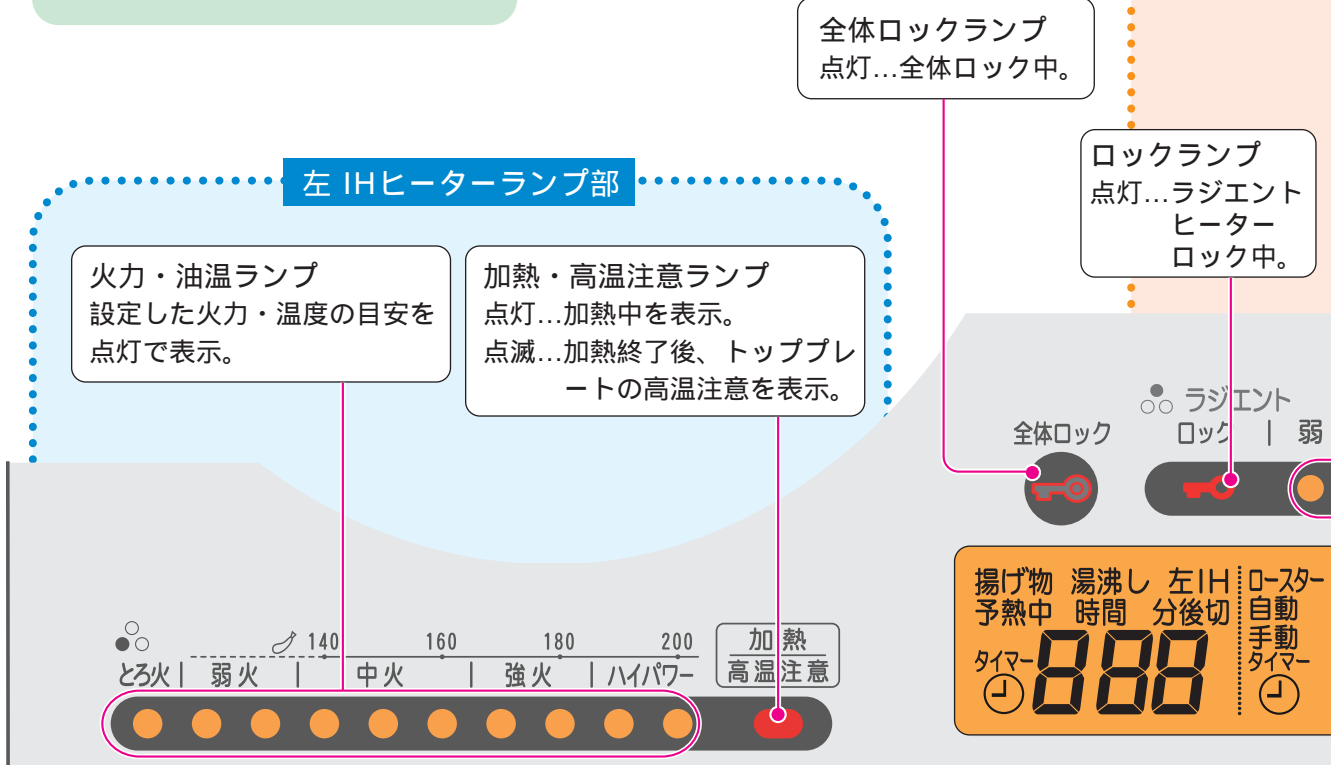 全体ロックランプ
点灯…全体ロック中。
ロックランプ
点灯…ラジエント
ヒーター
ロック中。
左 IHヒーターランプ部
火力・油温ランプ
設定した火力・温度の目安を
点灯で表示。
加熱・高温注意ランプ
点灯…加熱中を表示。
点滅…加熱終了後、トッププレ
ートの高温注意を表示。
ラジエント
全体ロック
ロック | 弱
揚げ物 湯沸し 左IH
予熱中 時間 分後切
タイマー
888
ロースター
自動
手動
タイマー
140 160 180 200
とろ火 | 弱火 | 中火 | 強火 | ハイパワー
加熱
高温注意